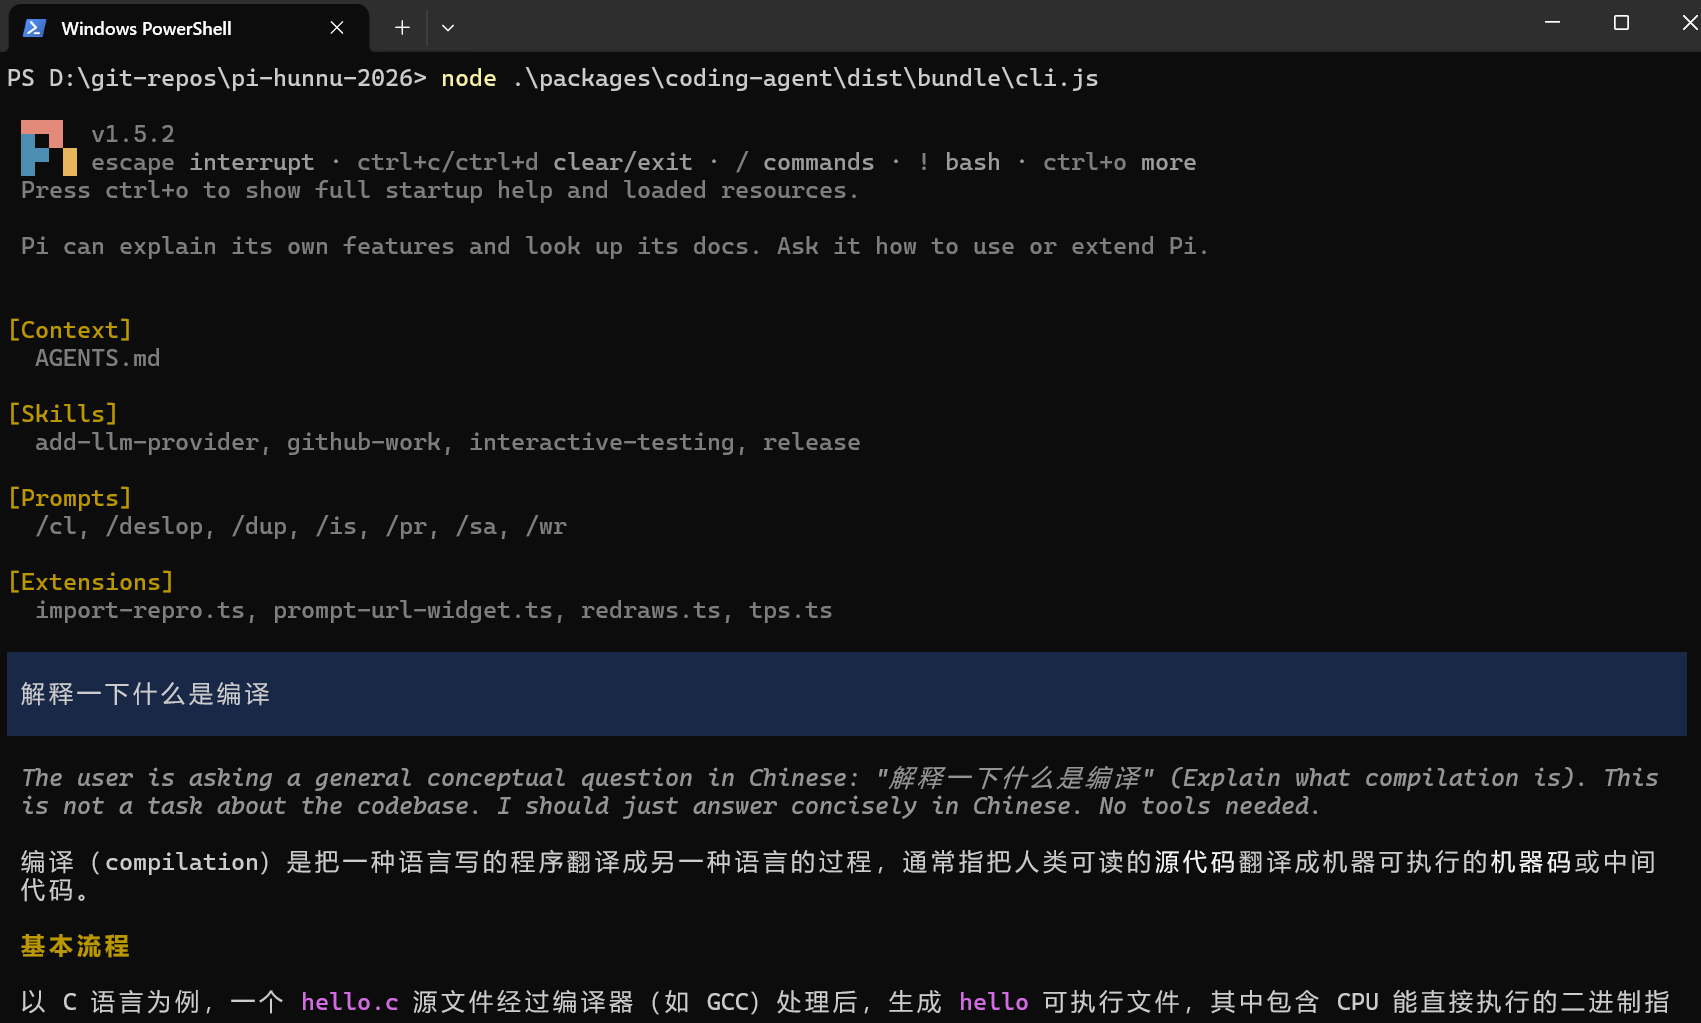 Windows PowerShell
PS D:\git-repos\pi-hunnu-2026> node .\packages\coding-agent\dist\bundle\cli.js
v1.5.2
escape interrupt · ctrl+c/ctrl+d clear/exit · / commands · ! bash · ctrl+o more
Press ctrl+o to show full startup help and loaded resources.
Pi can explain its own features and look up its docs. Ask it how to use or extend Pi.
[Context]
AGENTS.md
[Skills]
add-llm-provider, github-work, interactive-testing, release
[Prompts]
/cl, /deslop, /dup, /is, /pr, /sa, /wr
[Extensions]
import-repro.ts, prompt-url-widget.ts, redraws.ts, tps.ts
解释一下什么是编译
The user is asking a general conceptual question in Chinese: "解释一下什么是编译" (Explain what compilation is). This
is not a task about the codebase. I should just answer concisely in Chinese. No tools needed.
编译（compilation）是把一种语言写的程序翻译成另一种语言的过程，通常指把人类可读的源代码翻译成机器可执行的机器码或中间
代码。
基本流程
以 C 语言为例，一个 hello.c 源文件经过编译器（如 GCC）处理后，生成 hello 可执行文件，其中包含 CPU 能直接执行的二进制指